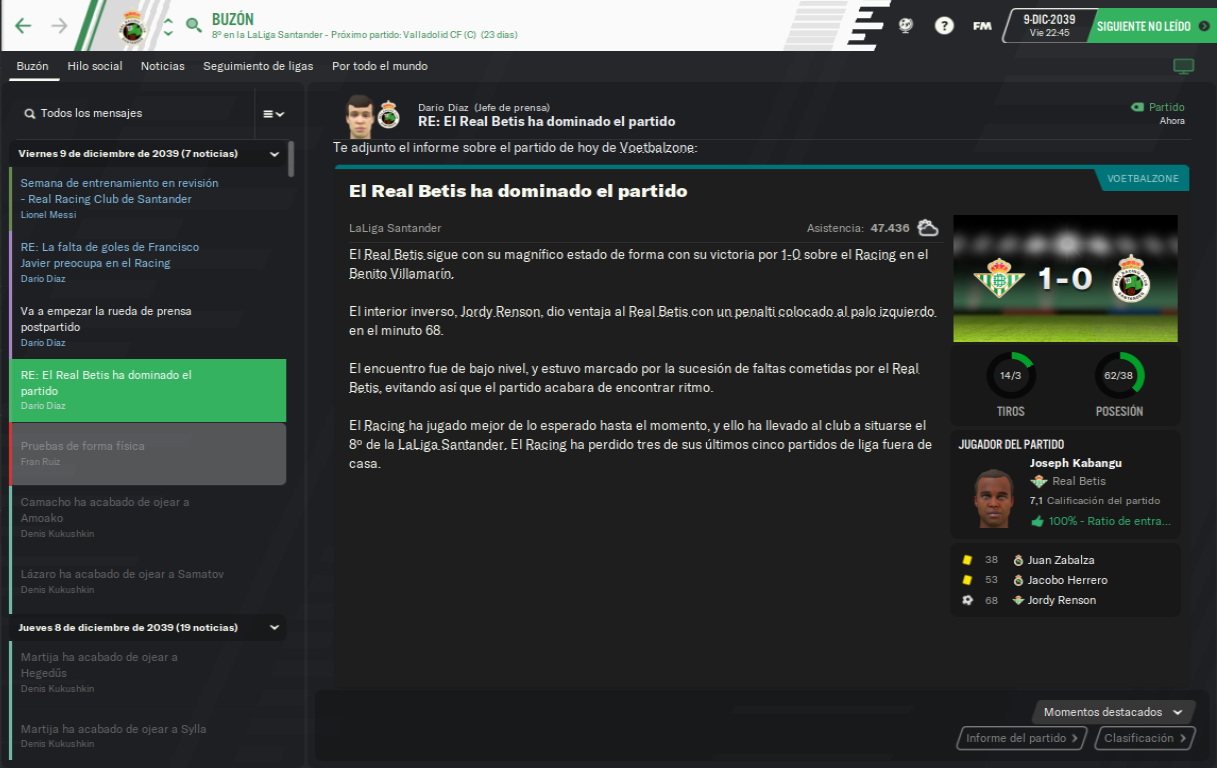 BUZÓN
8º en la LaLiga Santander - Próximo partido: Valladolid CF (C) (23 días)
?
FM
9-DIC-2039
Vie 22:45
SIGUIENTE NO LEÍDO
Buzón
Hilo social
Noticias
Seguimiento de ligas
Por todo el mundo
Todos los mensajes
Viernes 9 de diciembre de 2039 (7 noticias)
Semana de entrenamiento en revisión
- Real Racing Club de Santander
Lionel Messi
RE: La falta de goles de Francisco
Javier preocupa en el Racing
Darío Díaz
Va a empezar la rueda de prensa
postpartido
Darío Díaz
RE: El Real Betis ha dominado el
partido
Darío Díaz
Pruebas de forma física
Fran Ruiz
Camacho ha acabado de ojear a
Amoako
Denis Kukushkin
Lázaro ha acabado de ojear a Samatov
Denis Kukushkin
Jueves 8 de diciembre de 2039 (19 noticias)
Martija ha acabado de ojear a
Hegedűs
Denis Kukushkin
Martija ha acabado de ojear a Sylla
Denis Kukushkin
Darío Díaz (Jefe de prensa)
RE: El Real Betis ha dominado el partido
Partido
Ahora
Te adjunto el informe sobre el partido de hoy de Voetbalzone:
VOETBALZONE
El Real Betis ha dominado el partido
LaLiga Santander
Asistencia: 47.436
El Real Betis sigue con su magnífico estado de forma con su victoria por 1-0 sobre el Racing en el
Benito Villamarín.
El interior inverso, Jordy Renson, dio ventaja al Real Betis con un penalti colocado al palo izquierdo
en el minuto 68.
El encuentro fue de bajo nivel, y estuvo marcado por la sucesión de faltas cometidas por el Real
Betis, evitando así que el partido acabara de encontrar ritmo.
El Racing ha jugado mejor de lo esperado hasta el momento, y ello ha llevado al club a situarse el
8º de la LaLiga Santander. El Racing ha perdido tres de sus últimos cinco partidos de liga fuera de
casa.
1-0
14/3
TIROS
62/38
POSESIÓN
JUGADOR DEL PARTIDO
Joseph Kabangu
Real Betis
7,1 Calificación del partido
100% - Ratio de entra...
38 Juan Zabalza
53 Jacobo Herrero
68 Jordy Renson
Momentos destacados
Informe del partido
Clasificación